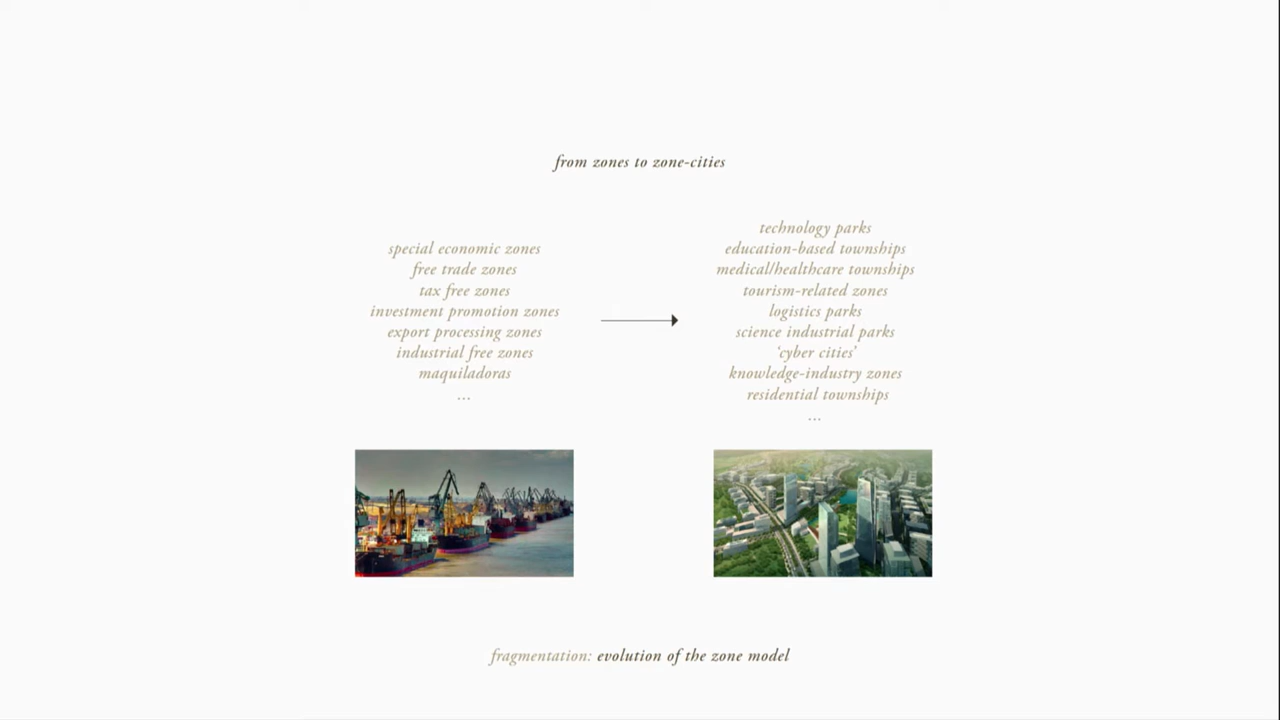 from zones to zone-cities
special economic zones
free trade zones
tax free zones
investment promotion zones
export processing zones
industrial free zones
maquiladoras
...
technology parks
education-based townships
medical/healthcare townships
tourism-related zones
logistics parks
science industrial parks
‘cyber cities’
knowledge-industry zones
residential townships
...
fragmentation: evolution of the zone model